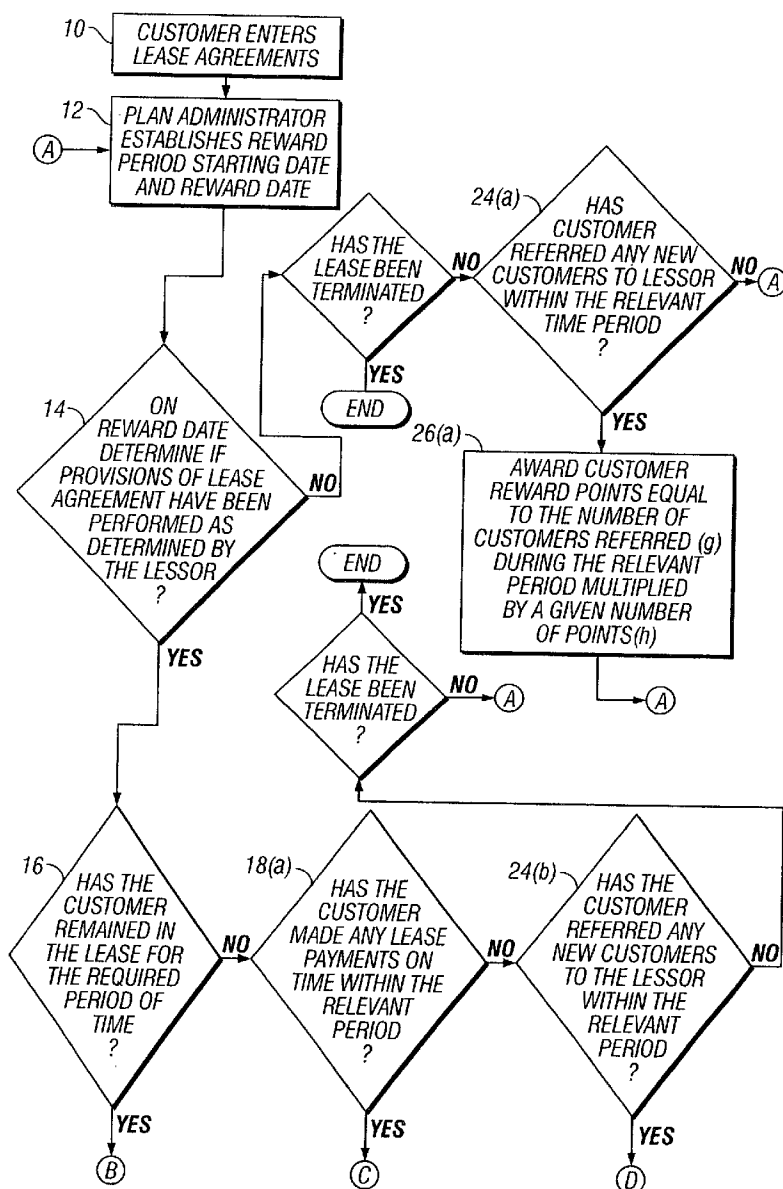 10
CUSTOMER ENTERS
LEASE AGREEMENTS
12
PLAN ADMINISTRATOR
ESTABLISHES REWARD
PERIOD STARTING DATE
AND REWARD DATE
A
HAS THE
LEASE BEEN
TERMINATED
?
NO
YES
END
24(a)
HAS
CUSTOMER
REFERRED ANY NEW
CUSTOMERS TO LESSOR
WITHIN THE RELEVANT
TIME PERIOD
?
NO
A
YES
14
ON
REWARD DATE
DETERMINE IF
PROVISIONS OF LEASE
AGREEMENT HAVE BEEN
PERFORMED AS
DETERMINED BY
THE LESSOR
?
NO
YES
26(a)
AWARD CUSTOMER
REWARD POINTS EQUAL
TO THE NUMBER OF
CUSTOMERS REFERRED (g)
DURING THE RELEVANT
PERIOD MULTIPLIED
BY A GIVEN NUMBER
OF POINTS(h)
A
END
YES
HAS THE
LEASE BEEN
TERMINATED
?
NO
A
16
HAS THE
CUSTOMER
REMAINED IN
THE LEASE FOR
THE REQUIRED
PERIOD OF
TIME
?
NO
YES
B
18(a)
HAS THE
CUSTOMER
MADE ANY LEASE
PAYMENTS ON
TIME WITHIN THE
RELEVANT
PERIOD
?
NO
YES
C
24(b)
HAS THE
CUSTOMER
REFERRED ANY
NEW CUSTOMERS
TO THE LESSOR
WITHIN THE
RELEVANT
PERIOD
?
NO
YES
D